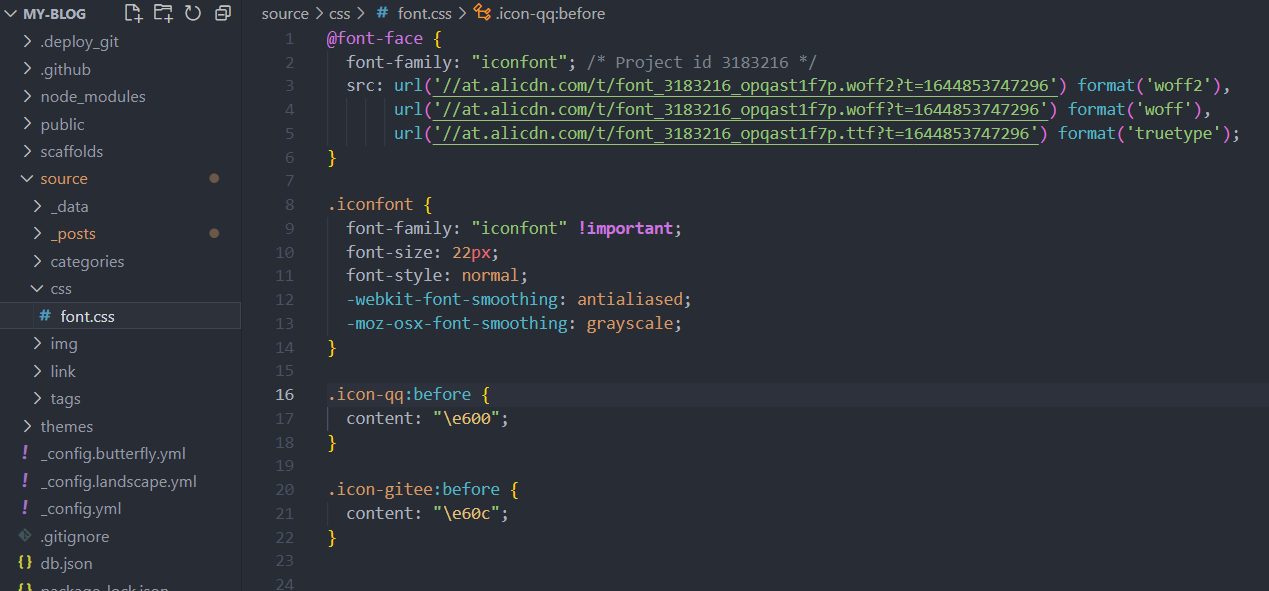 MY-BLOG
.deploy_git
.github
node_modules
public
scaffolds
source
_data
_posts
categories
css
# font.css
img
link
tags
themes
! _config.butterfly.yml
! _config.landscape.yml
! _config.yml
.gitignore
{} db.json
{} package-lock.json
source > css > # font.css > .icon-qq:before
1 @font-face {
2 font-family: "iconfont"; /* Project id 3183216 */
3 src: url('//at.alicdn.com/t/font_3183216_opqast1f7p.woff2?t=1644853747296') format('woff2'),
4 url('//at.alicdn.com/t/font_3183216_opqast1f7p.woff?t=1644853747296') format('woff'),
5 url('//at.alicdn.com/t/font_3183216_opqast1f7p.ttf?t=1644853747296') format('truetype');
6 }
7
8 .iconfont {
9 font-family: "iconfont" !important;
10 font-size: 22px;
11 font-style: normal;
12 -webkit-font-smoothing: antialiased;
13 -moz-osx-font-smoothing: grayscale;
14 }
15
16 .icon-qq:before {
17 content: "\e600";
18 }
19
20 .icon-gitee:before {
21 content: "\e60c";
22 }
23
24